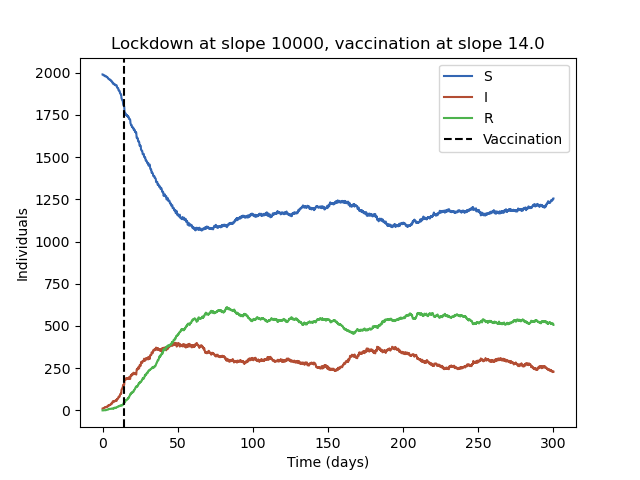 Lockdown at slope 10000, vaccination at slope 14.0
S
I
R
Vaccination
Individuals
2000
1750
1500
1250
1000
750
500
250
0
0 50 100 150 200 250 300
Time (days)